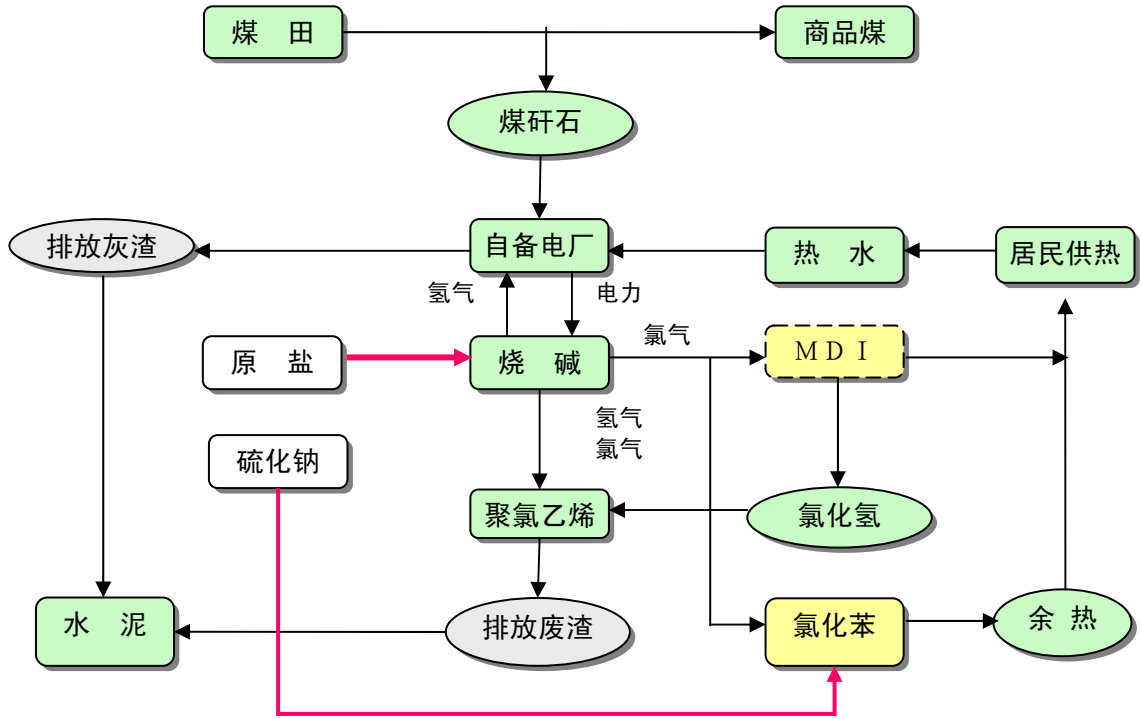 煤 田
商品煤
煤矸石
排放灰渣
自备电厂
热 水
居民供热
氢气
电力
原 盐
烧 碱
氯气
ＭＤＩ
氢气
氯气
硫化钠
聚氯乙烯
氯化氢
水 泥
排放废渣
氯化苯
余 热